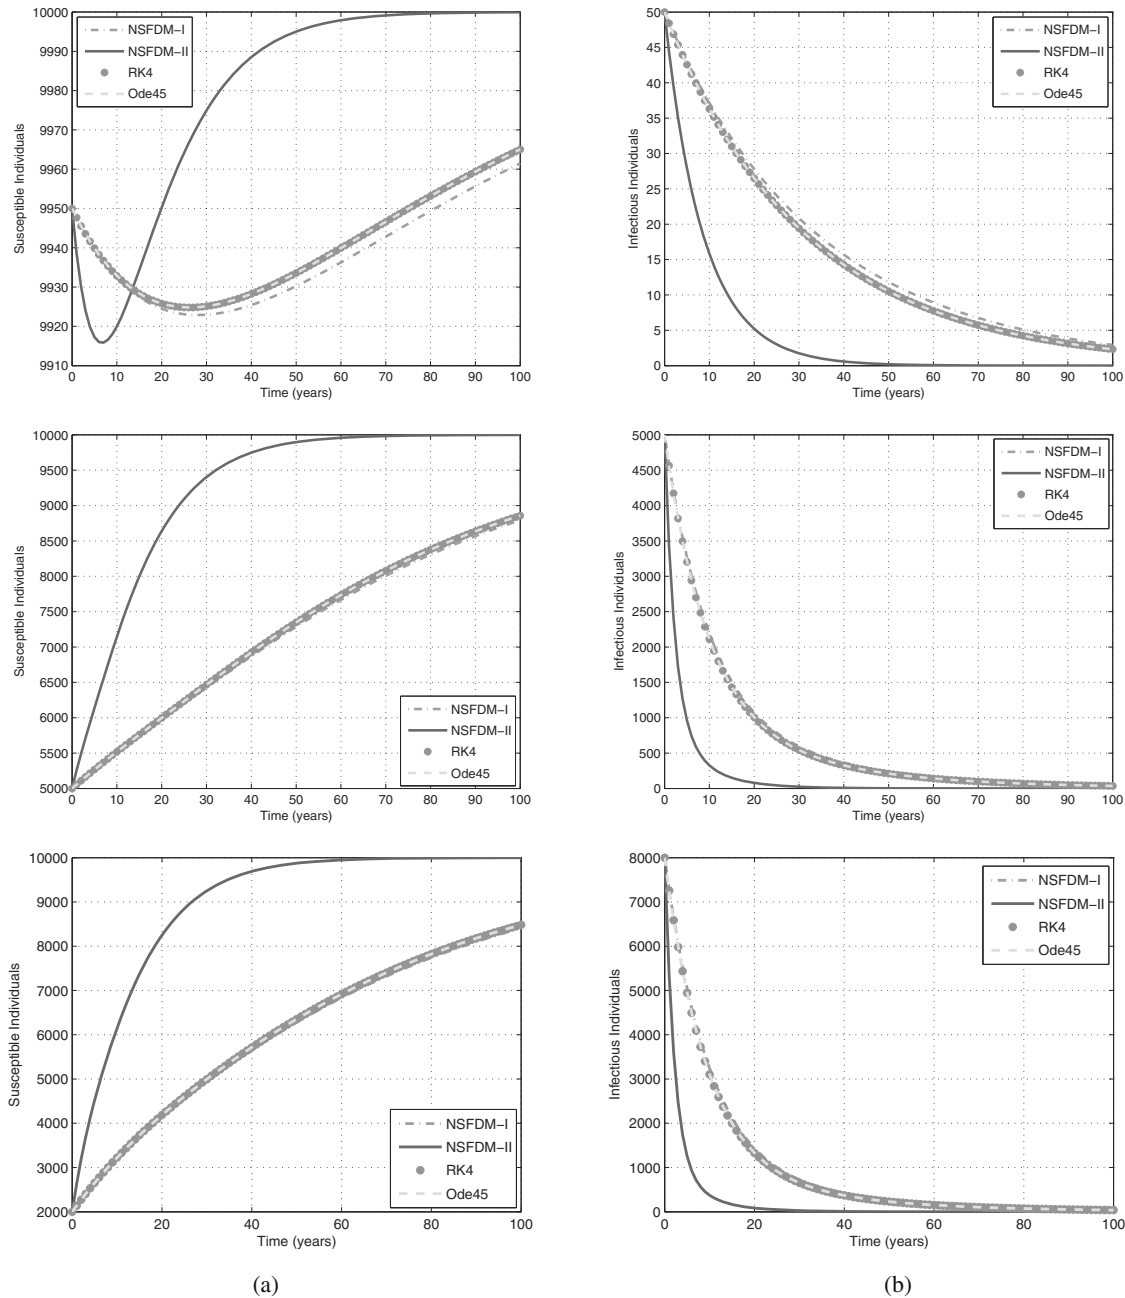 10000
9990
9980
9970
9960
9950
9940
9930
9920
9910
Susceptible Individuals
NSFDM-I
NSFDM-II
RK4
Ode45
0 10 20 30 40 50 60 70 80 90 100
Time (years)
50
45
40
35
30
25
20
15
10
5
0
Infectious Individuals
NSFDM-I
NSFDM-II
RK4
Ode45
0 10 20 30 40 50 60 70 80 90 100
Time (years)
10000
9500
9000
8500
8000
7500
7000
6500
6000
5500
5000
Susceptible Individuals
NSFDM-I
NSFDM-II
RK4
Ode45
0 10 20 30 40 50 60 70 80 90 100
Time (years)
5000
4500
4000
3500
3000
2500
2000
1500
1000
500
0
Infectious Individuals
NSFDM-I
NSFDM-II
RK4
Ode45
0 10 20 30 40 50 60 70 80 90 100
Time (years)
10000
9000
8000
7000
6000
5000
4000
3000
2000
Susceptible Individuals
NSFDM-I
NSFDM-II
RK4
Ode45
0 20 40 60 80 100
Time (years)
8000
7000
6000
5000
4000
3000
2000
1000
0
Infectious Individuals
NSFDM-I
NSFDM-II
RK4
Ode45
0 20 40 60 80 100
Time (years)
(a)
(b)